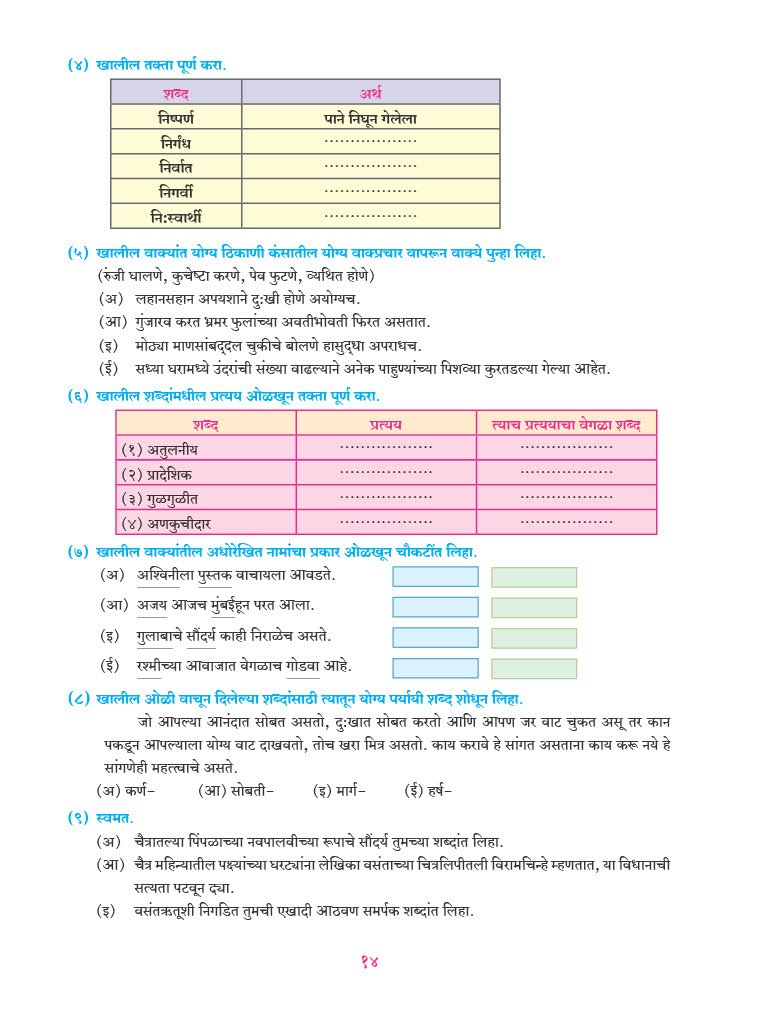 (४) खालील तक्ता पूर्ण करा.
शब्द अर्थ
निष्पर्ण पाने निघून गेलेला
निर्गंध ..................
निर्वात ..................
निगर्वी ..................
नि:स्वार्थी ..................
(५) खालील वाक्यांत योग्य ठिकाणी कंसातील योग्य वाक्प्रचार वापरून वाक्ये पुन्हा लिहा.
(रुंजी घालणे, कुचेष्टा करणे, पेव फुटणे, व्यथित होणे)
(अ) लहानसहान अपयशाने दु:खी होणे अयोग्यच.
(आ) गुंजारव करत भ्रमर फुलांच्या अवतीभोवती फिरत असतात.
(इ) मोठ्या माणसांबद्‌दल चुकीचे बोलणे हासुद्‌धा अपराधच.
(ई) सध्या घरामध्ये उंदरांची संख्या वाढल्याने अनेक पाहुण्यांच्या पिशव्या कुरतडल्या गेल्या आहेत.
(६) खालील शब्दांमधील प्रत्यय ओळखून तक्ता पूर्ण करा.
शब्द प्रत्यय त्याच प्रत्ययाचा वेगळा शब्द
(१) अतुलनीय .................. ..................
(२) प्रादेशिक .................. ..................
(३) गुळगुळीत .................. ..................
(४) अणकुचीदार .................. ..................
(७) खालील वाक्यांतील अधोरेखित नामांचा प्रकार ओळखून चौकटींत लिहा.
(अ) अश्विनीला पुस्तक वाचायला आवडते.
(आ) अजय आजच मुंबईहून परत आला.
(इ) गुलाबाचे सौंदर्य काही निराळेच असते.
(ई) रश्मीच्या आवाजात वेगळाच गोडवा आहे.
(८) खालील ओळी वाचून दिलेल्या शब्दांसाठी त्यातून योग्य पर्यायी शब्द शोधून लिहा.
जो आपल्या आनंदात सोबत असतो, दु:खात सोबत करतो आणि आपण जर वाट चुकत असू तर कान
पकडून आपल्याला योग्य वाट दाखवतो, तोच खरा मित्र असतो. काय करावे हे सांगत असताना काय करू नये हे
सांगणेही महत्त्वाचे असते.
(अ) कर्ण– (आ) सोबती– (इ) मार्ग– (ई) हर्ष–
(९) स्वमत.
(अ) चैत्रातल्या पिंपळाच्या नवपालवीच्या रूपाचे सौंदर्य तुमच्या शब्दांत लिहा.
(आ) चैत्र महिन्यातील पक्ष्यांच्या घरट्यांना लेखिका वसंताच्या चित्रलिपीतली विरामचिन्हे म्हणतात, या विधानाची
सत्यता पटवून द्या.
(इ) वसंतऋतूशी निगडित तुमची एखादी आठवण समर्पक शब्दांत लिहा.
१४